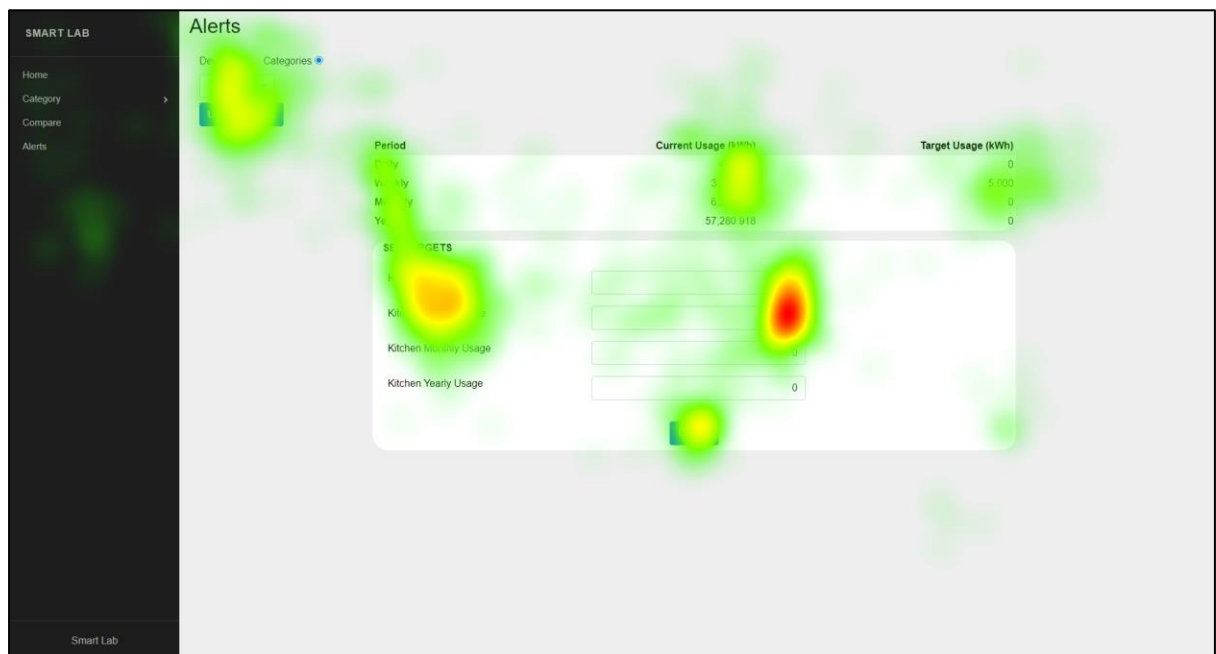 SMART LAB
Home
Category
Compare
Alerts
Smart Lab
Alerts
Categories
Period Current Usage (kWh) Target Usage (kWh)
0
5,000
0
57,280.918 0
Kitchen Monthly Usage 0
Kitchen Yearly Usage 0